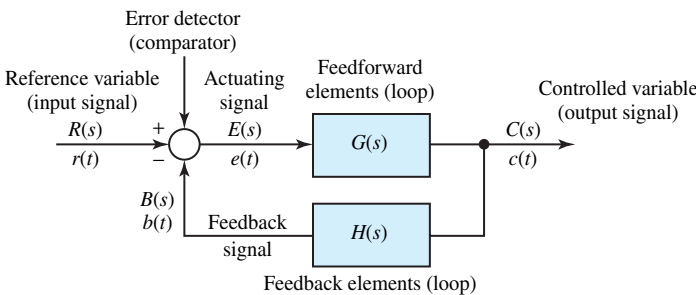 Error detector
(comparator)
Reference variable
(input signal)
Actuating
signal
Feedforward
elements (loop)
Controlled variable
(output signal)
R(s)
r(t)
+
−
E(s)
e(t)
G(s)
C(s)
c(t)
B(s)
b(t)
Feedback
signal
H(s)
Feedback elements (loop)